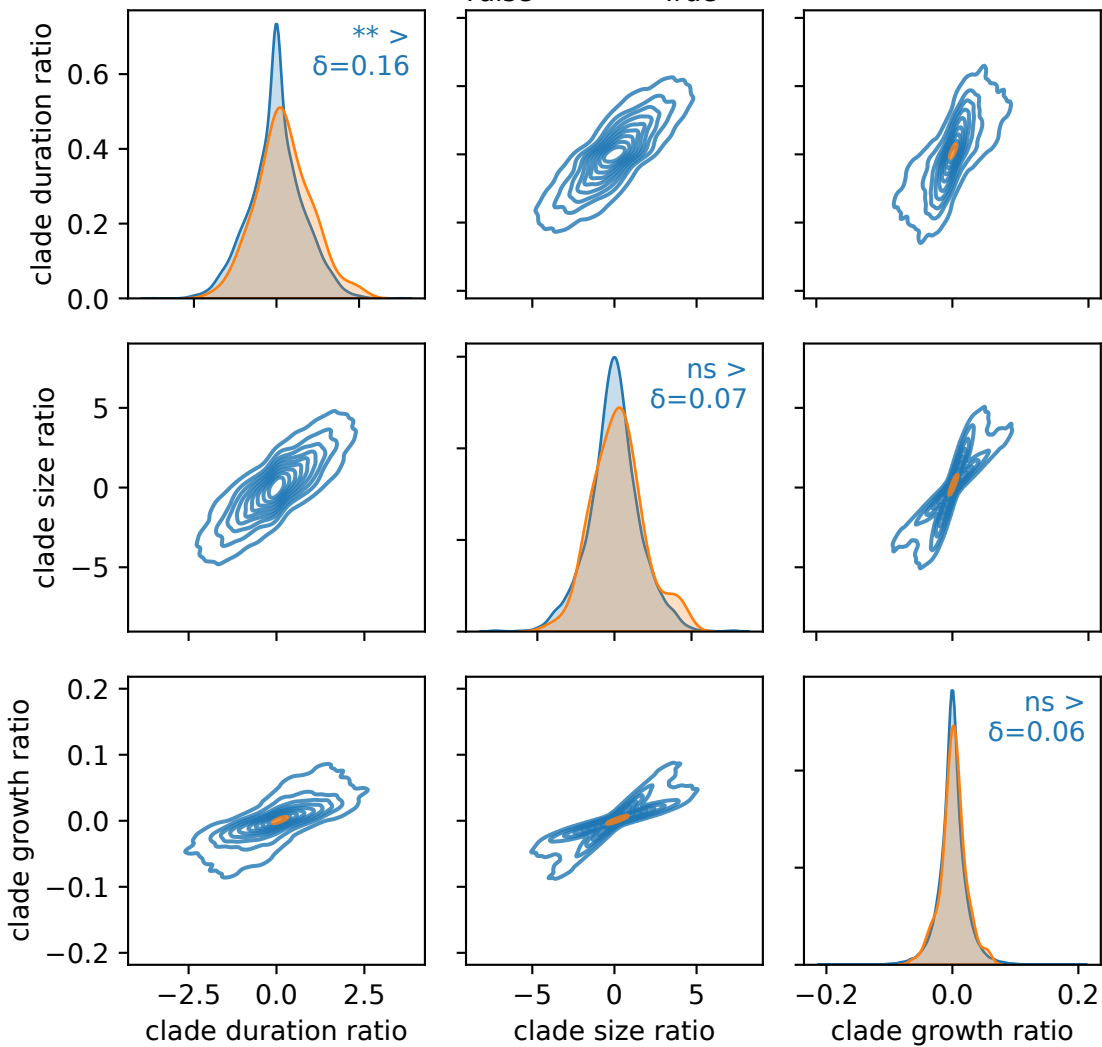 clade duration ratio
0.6
0.4
0.2
0.0
** >
δ=0.16
clade size ratio
5
0
−5
ns >
δ=0.07
clade growth ratio
0.2
0.1
0.0
−0.1
−0.2
ns >
δ=0.06
−2.5 0.0 2.5
−5 0 5
−0.2 0.0 0.2
clade duration ratio
clade size ratio
clade growth ratio